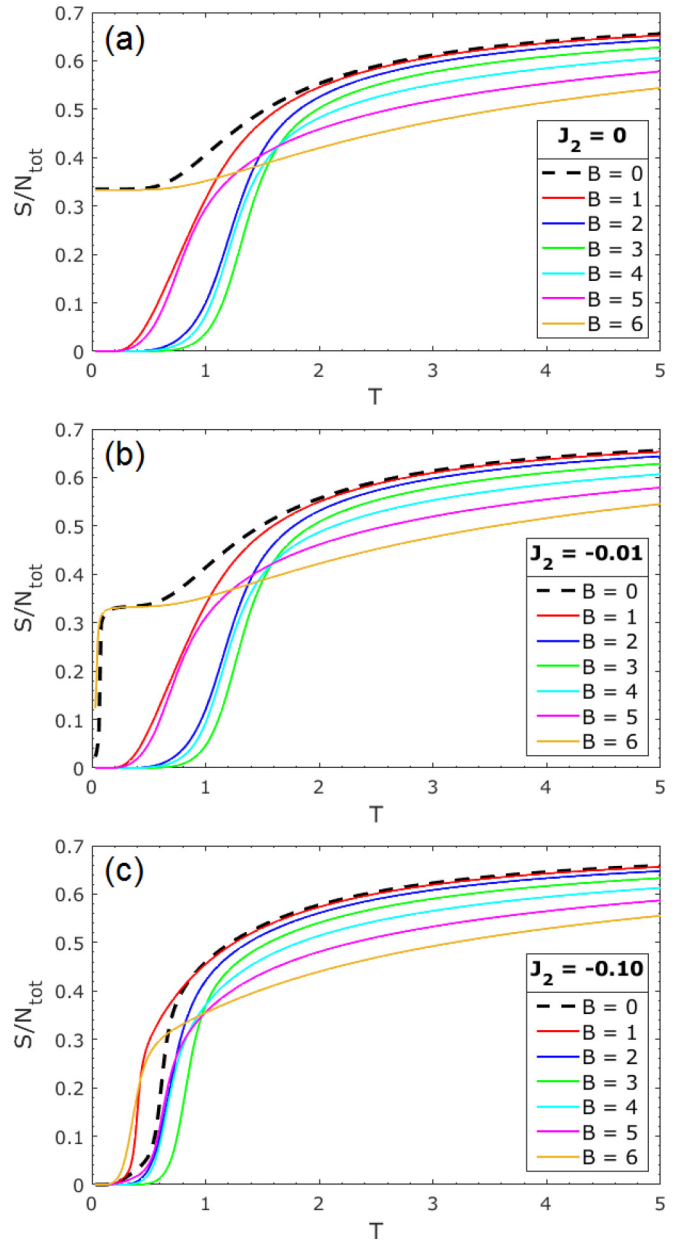 (a)
S/N_tot
0.7
0.6
0.5
0.4
0.3
0.2
0.1
0
0 1 2 3 4 5
T
J_2 = 0
B = 0
B = 1
B = 2
B = 3
B = 4
B = 5
B = 6
(b)
S/N_tot
0.7
0.6
0.5
0.4
0.3
0.2
0.1
0
0 1 2 3 4 5
T
J_2 = -0.01
B = 0
B = 1
B = 2
B = 3
B = 4
B = 5
B = 6
(c)
S/N_tot
0.7
0.6
0.5
0.4
0.3
0.2
0.1
0
0 1 2 3 4 5
T
J_2 = -0.10
B = 0
B = 1
B = 2
B = 3
B = 4
B = 5
B = 6